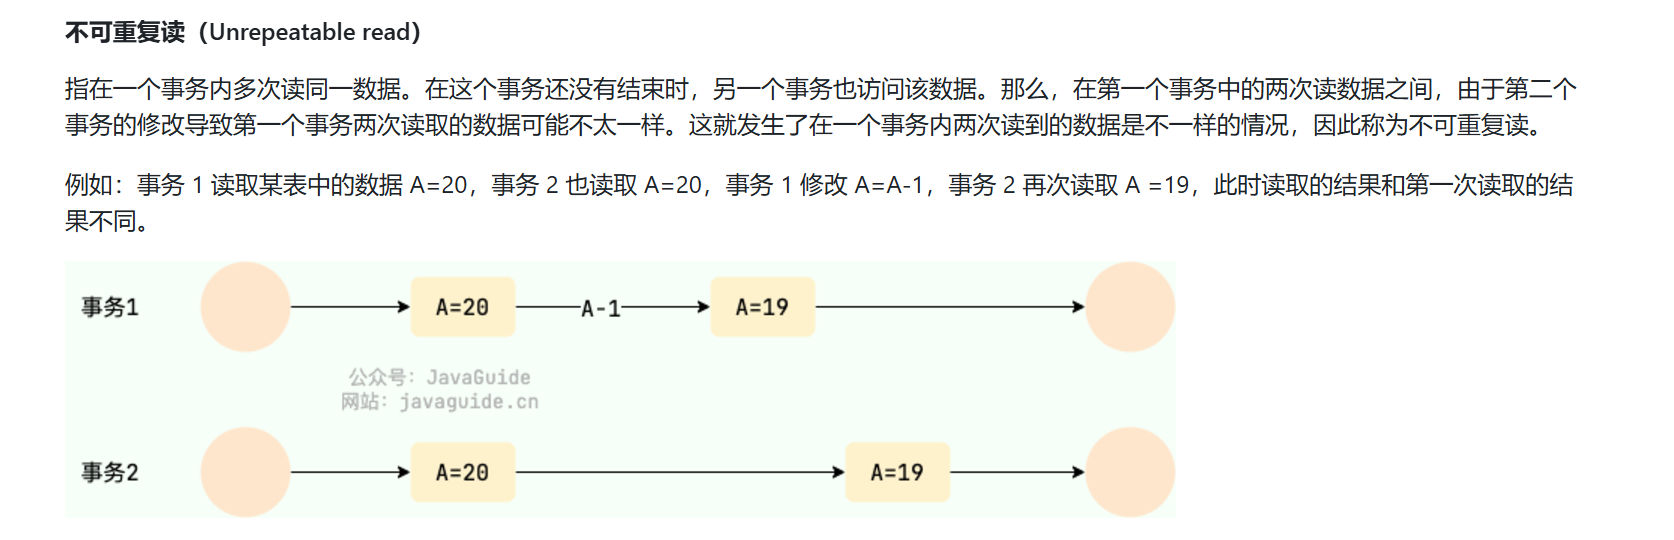 不可重复读（Unrepeatable read）
指在一个事务内多次读同一数据。在这个事务还没有结束时，另一个事务也访问该数据。那么，在第一个事务中的两次读数据之间，由于第二个
事务的修改导致第一个事务两次读取的数据可能不太一样。这就发生了在一个事务内两次读到的数据是不一样的情况，因此称为不可重复读。
例如：事务 1 读取某表中的数据 A=20，事务 2 也读取 A=20，事务 1 修改 A=A-1，事务 2 再次读取 A =19，此时读取的结果和第一次读取的结
果不同。
事务1 A=20 A-1 A=19
公众号：JavaGuide
网站：javaguide.cn
事务2 A=20 A=19